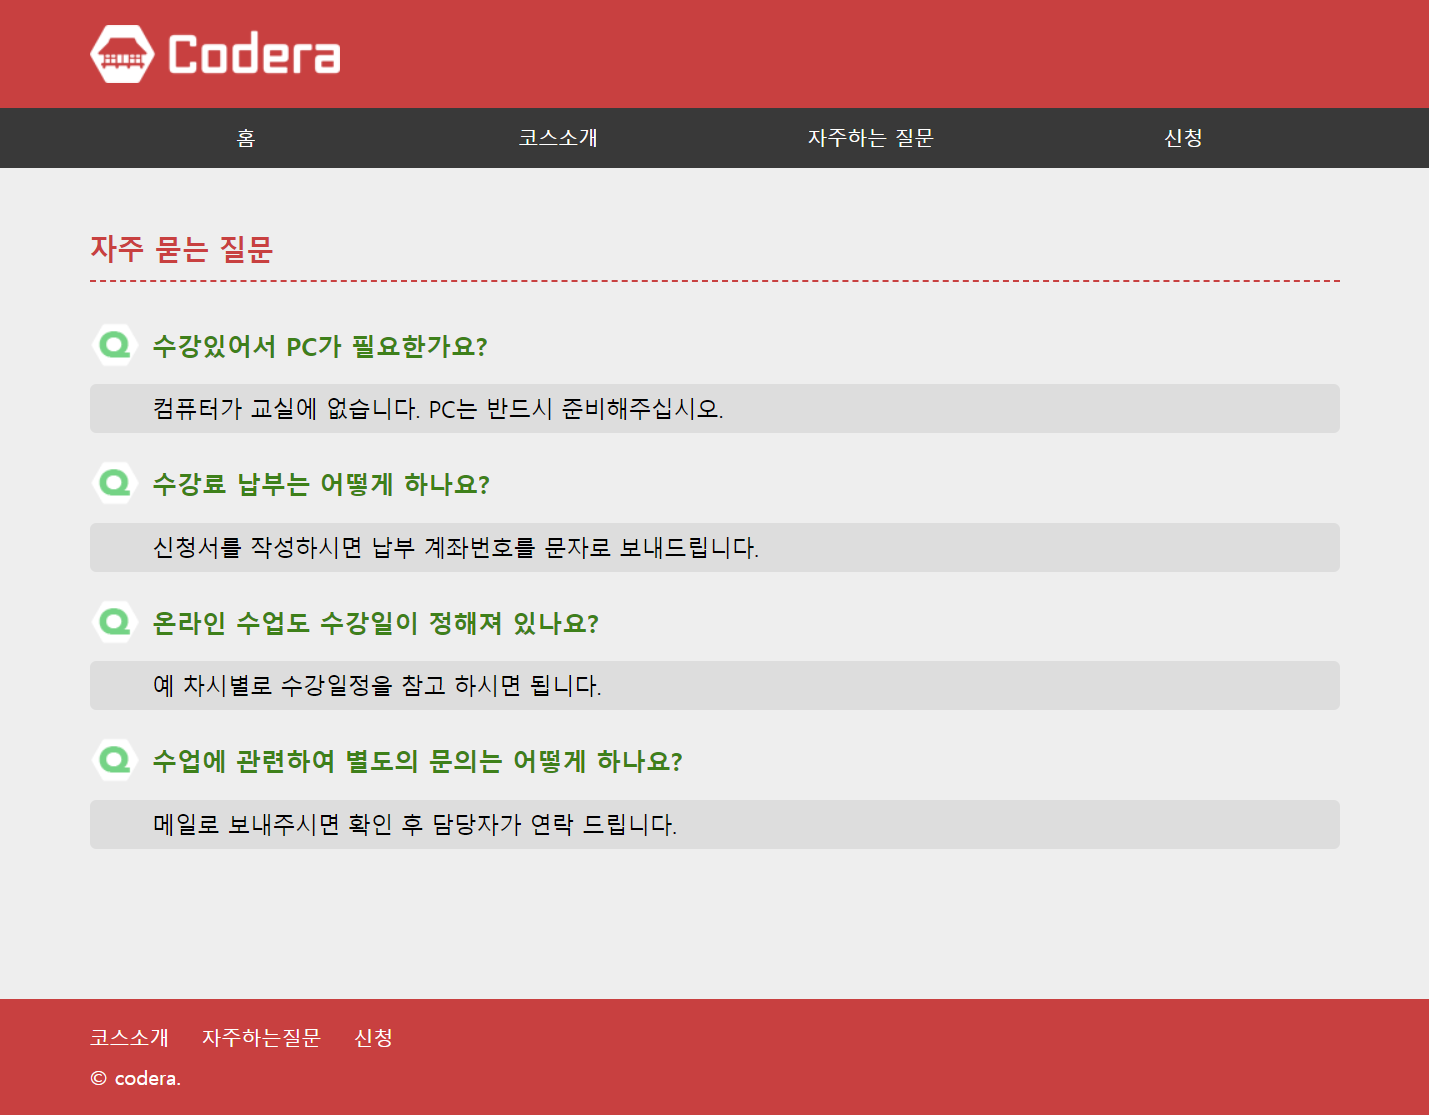 Codera
홈 코스소개 자주하는 질문 신청
자주 묻는 질문
Q 수강있어서 PC가 필요한가요?
컴퓨터가 교실에 없습니다. PC는 반드시 준비해주십시오.
Q 수강료 납부는 어떻게 하나요?
신청서를 작성하시면 납부 계좌번호를 문자로 보내드립니다.
Q 온라인 수업도 수강일이 정해져 있나요?
예 차시별로 수강일정을 참고 하시면 됩니다.
Q 수업에 관련하여 별도의 문의는 어떻게 하나요?
메일로 보내주시면 확인 후 담당자가 연락 드립니다.
코스소개 자주하는질문 신청
© codera.